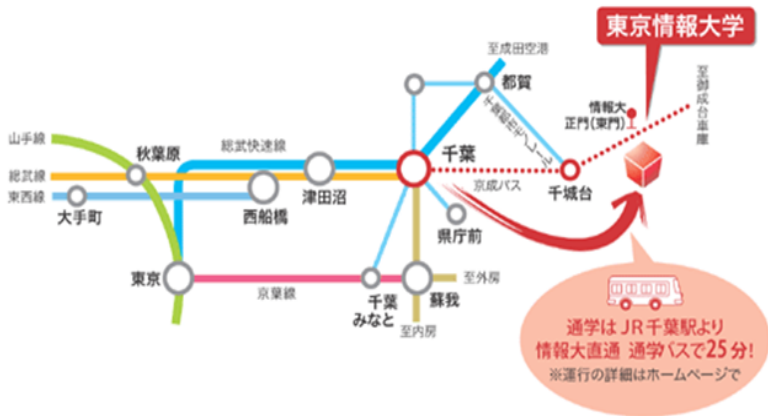 東京情報大学
至成田空港
都賀
至御成台車庫
情報大
正門(東門)
千葉都市モノレール
山手線
秋葉原
総武快速線
千葉
総武線
京成バス
千城台
東西線
大手町
西船橋
津田沼
県庁前
東京
京葉線
千葉
みなと
蘇我
至外房
至内房
通学はJR千葉駅より
情報大直通 通学バスで25分!
※運行の詳細はホームページで